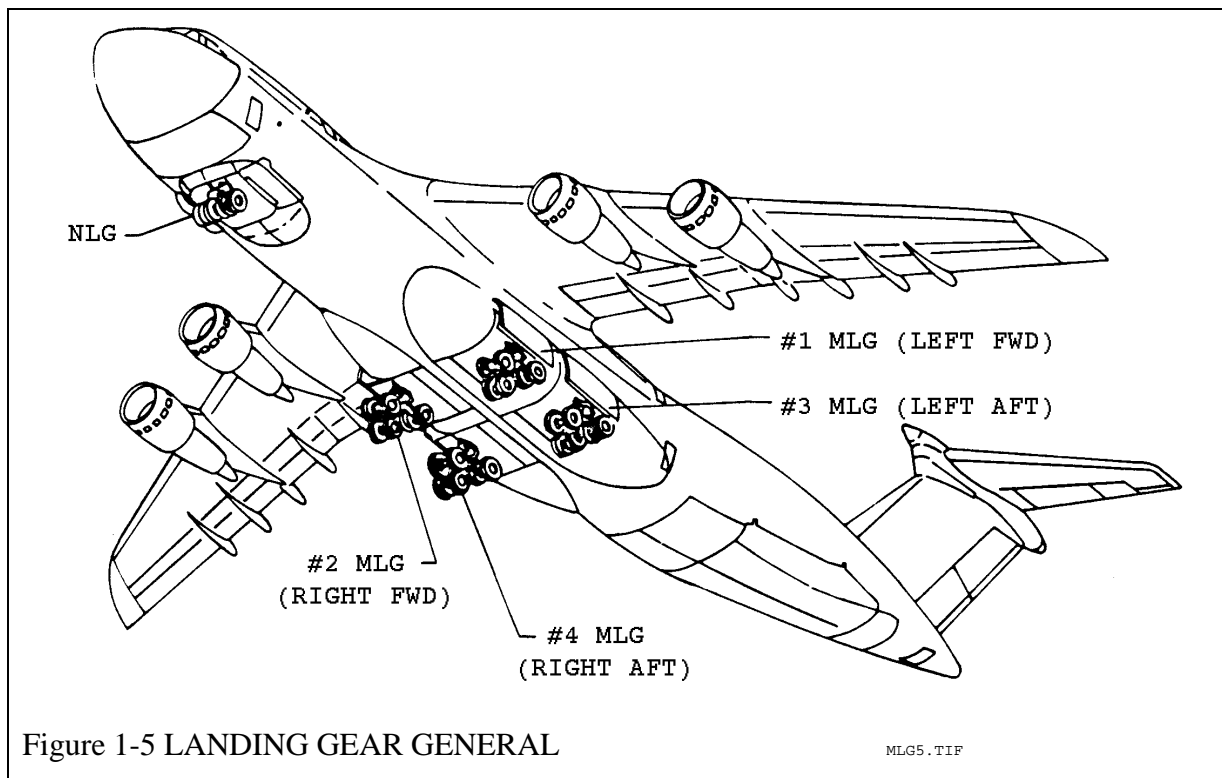 NLG
#1 MLG (LEFT FWD)
#3 MLG (LEFT AFT)
#2 MLG
(RIGHT FWD)
#4 MLG
(RIGHT AFT)
Figure 1-5 LANDING GEAR GENERAL
MLG5.TIF